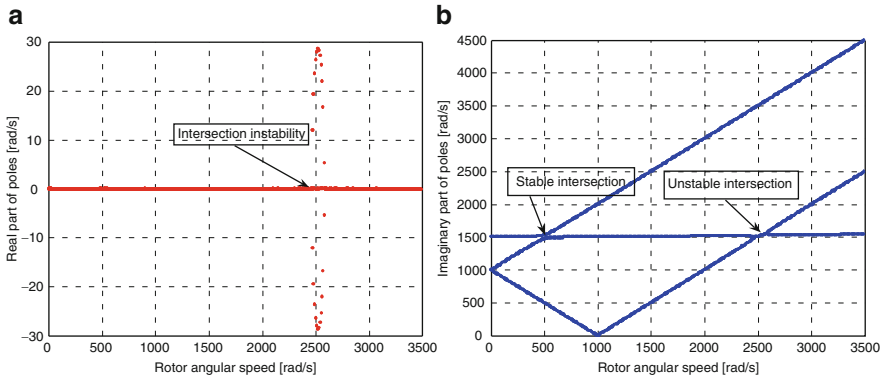 a
30
20
10
0
–10
–20
–30
Real part of poles [rad/s]
Intersection instability
0 500 1000 1500 2000 2500 3000 3500
Rotor angular speed [rad/s]
b
4500
4000
3500
3000
2500
2000
1500
1000
500
0
Imaginary part of poles [rad/s]
Stable intersection
Unstable intersection
0 500 1000 1500 2000 2500 3000 3500
Rotor angular speed [rad/s]